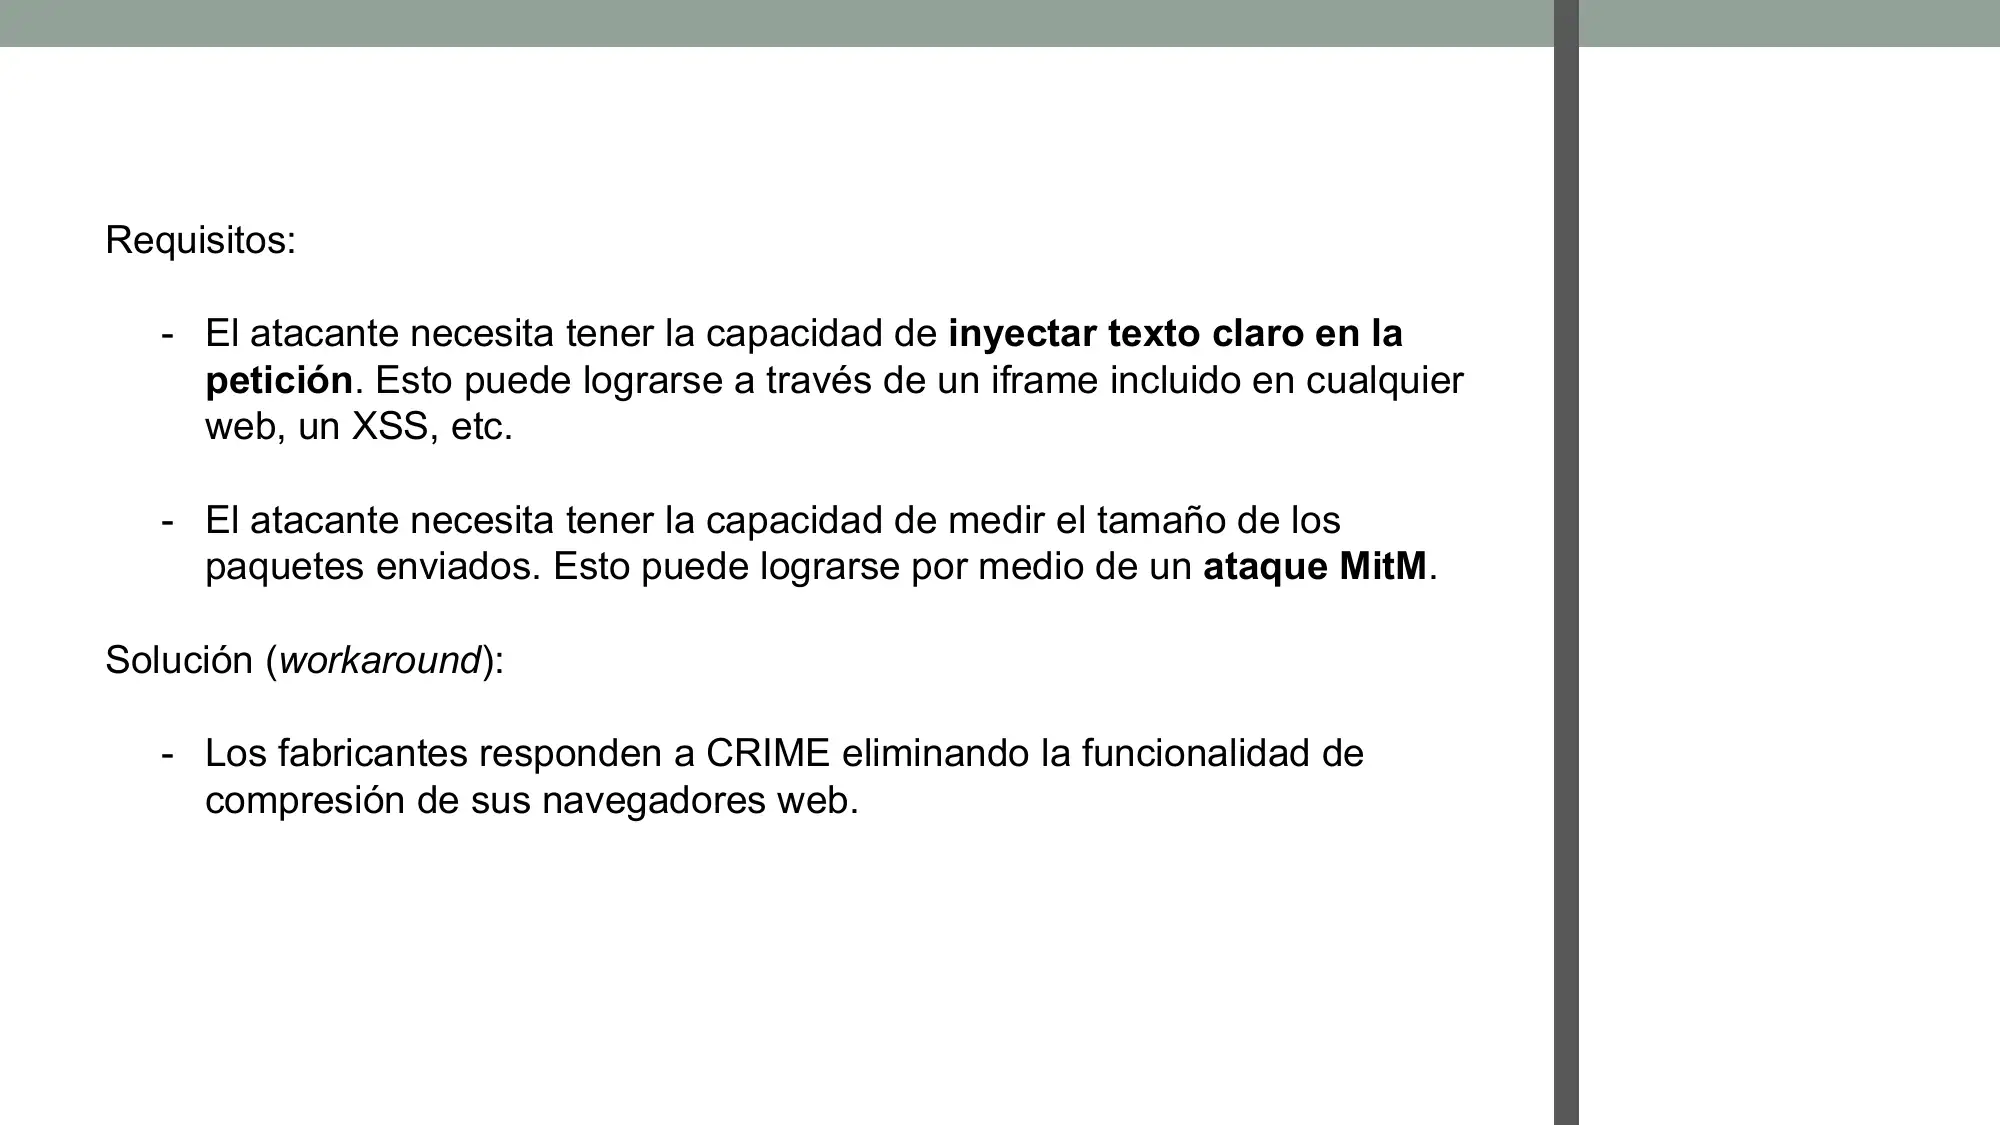 Requisitos:
- El atacante necesita tener la capacidad de inyectar texto claro en la
petición. Esto puede lograrse a través de un iframe incluido en cualquier
web, un XSS, etc.
- El atacante necesita tener la capacidad de medir el tamaño de los
paquetes enviados. Esto puede lograrse por medio de un ataque MitM.
Solución (workaround):
- Los fabricantes responden a CRIME eliminando la funcionalidad de
compresión de sus navegadores web.